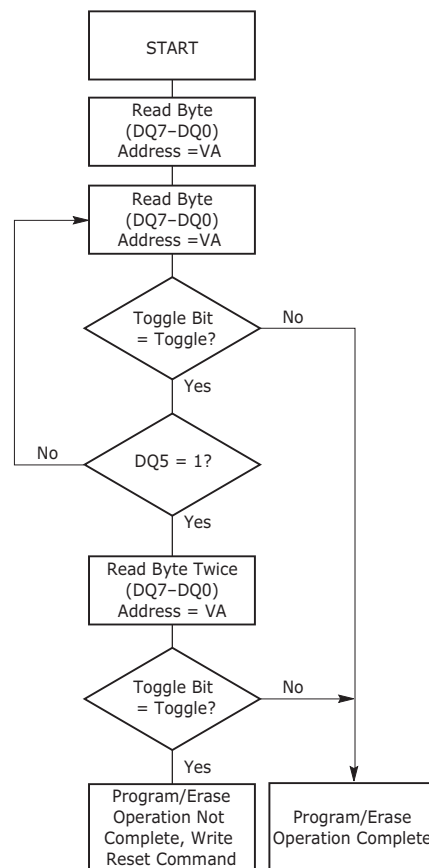 START
Read Byte
(DQ7–DQ0)
Address =VA
Read Byte
(DQ7–DQ0)
Address =VA
Toggle Bit
= Toggle?
No
Yes
No
DQ5 = 1?
Yes
Read Byte Twice
(DQ7–DQ0)
Address = VA
Toggle Bit
= Toggle?
No
Yes
Program/Erase
Operation Not
Complete, Write
Reset Command
Program/Erase
Operation Complete